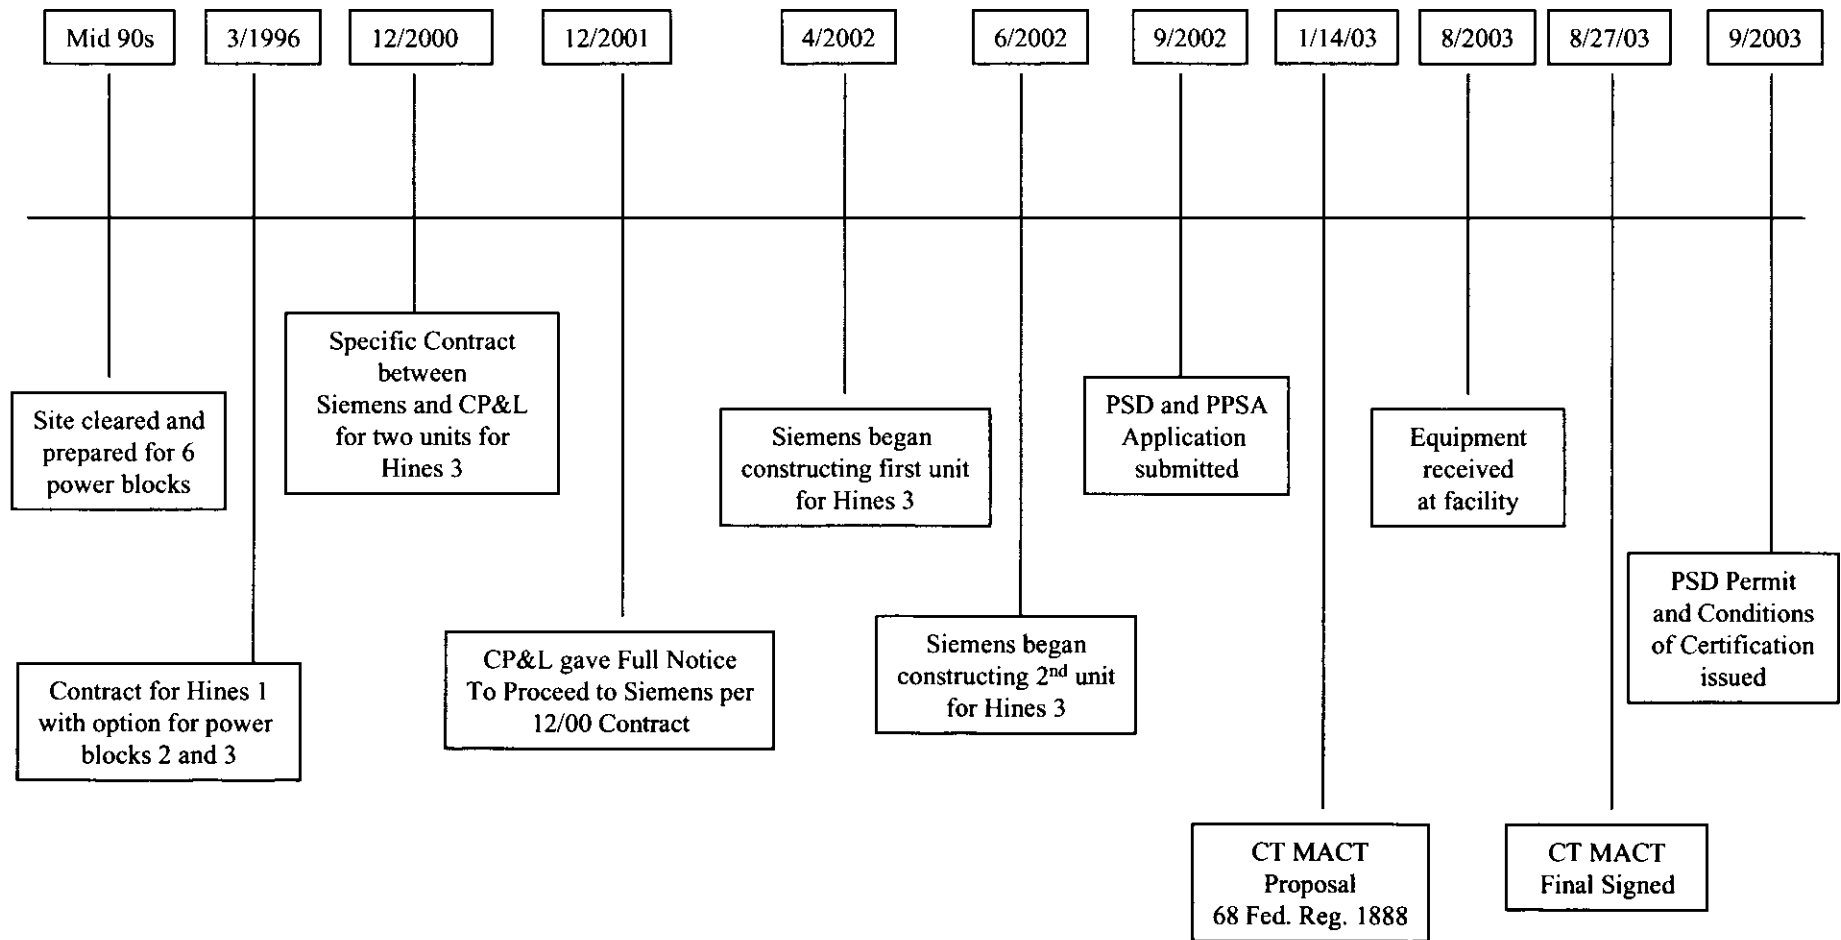 Mid 90s
3/1996
12/2000
12/2001
4/2002
6/2002
9/2002
1/14/03
8/2003
8/27/03
9/2003
Site cleared and
prepared for 6
power blocks
Contract for Hines 1
with option for power
blocks 2 and 3
Specific Contract
between
Siemens and CP&L
for two units for
Hines 3
CP&L gave Full Notice
To Proceed to Siemens per
12/00 Contract
Siemens began
constructing first unit
for Hines 3
Siemens began
constructing 2nd unit
for Hines 3
PSD and PPSA
Application
submitted
CT MACT
Proposal
68 Fed. Reg. 1888
Equipment
received
at facility
CT MACT
Final Signed
PSD Permit
and Conditions
of Certification
issued